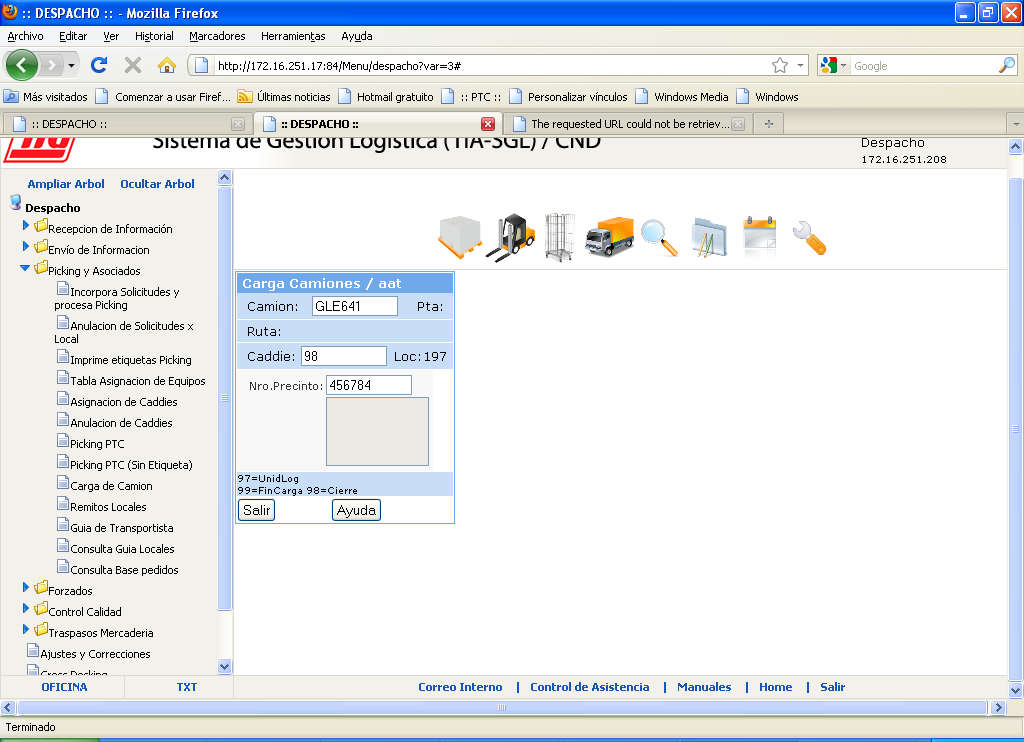 :: DESPACHO :: - Mozilla Firefox
Archivo Editar Ver Historial Marcadores Herramientas Ayuda
http://172.16.251.17:84/Menu/despacho?var=3#
Google
Más visitados Comenzar a usar Firef... Últimas noticias Hotmail gratuito :: PTC :: Personalizar vínculos Windows Media Windows
:: DESPACHO :: :: DESPACHO :: The requested URL could not be retriev...
Sistema de Gestión Logística (TIA-SGL) / CND
Despacho
172.16.251.208
Ampliar Arbol Ocultar Arbol
Despacho
Recepcion de Información
Envío de Informacion
Picking y Asociados
Incorpora Solicitudes y
procesa Picking
Anulacion de Solicitudes x
Local
Imprime etiquetas Picking
Tabla Asignacion de Equipos
Asignacion de Caddies
Anulacion de Caddies
Picking PTC
Picking PTC (Sin Etiqueta)
Carga de Camion
Remitos Locales
Guia de Transportista
Consulta Guia Locales
Consulta Base pedidos
Forzados
Control Calidad
Traspasos Mercaderia
Ajustes y Correcciones
Cross Docking
Carga Camiones / aat
Camion: GLE641 Pta:
Ruta:
Caddie: 98 Loc: 197
Nro.Precinto: 456784
97=UnidLog
99=FinCarga 98=Cierre
Salir Ayuda
OFICINA TXT
Correo Interno | Control de Asistencia | Manuales | Home | Salir
Terminado